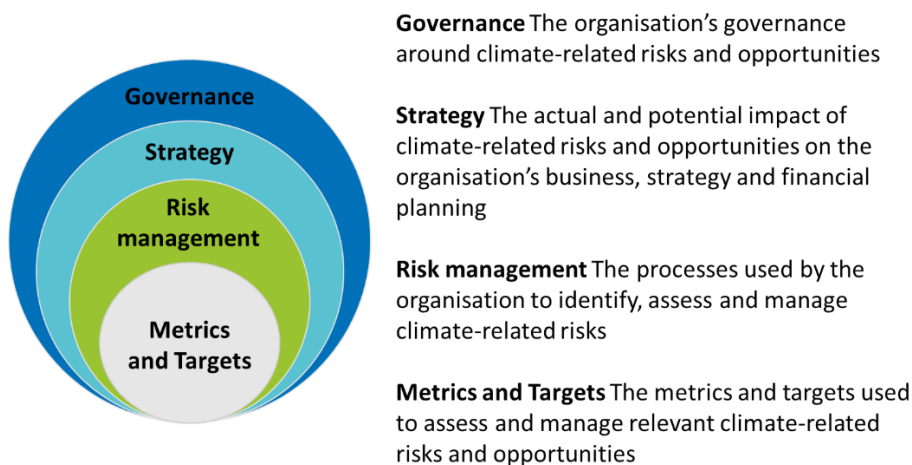 Governance
Strategy
Risk
management
Metrics
and Targets
Governance The organisation's governance
around climate-related risks and opportunities
Strategy The actual and potential impact of
climate-related risks and opportunities on the
organisation's business, strategy and financial
planning
Risk management The processes used by the
organisation to identify, assess and manage
climate-related risks
Metrics and Targets The metrics and targets used
to assess and manage relevant climate-related
risks and opportunities